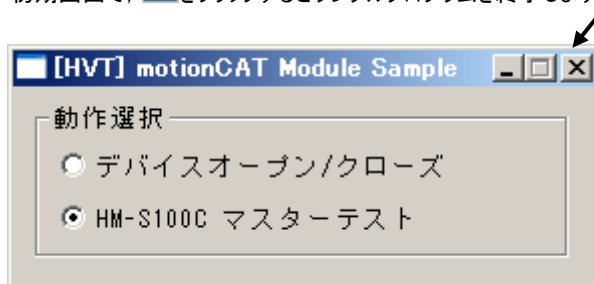 [HVT] motionCAT Module Sample
動作選択
デバイスオープン/クローズ
HM-S100C マスターテスト